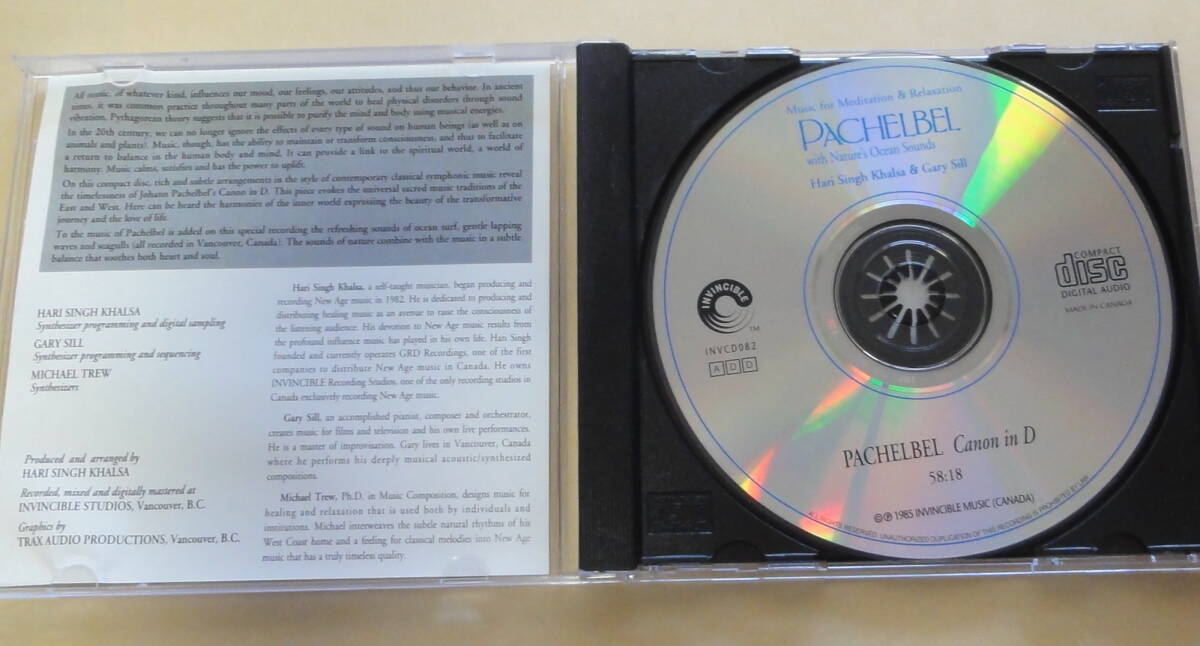 All music, of whatever kind, influences our mood, our feelings, our attitudes, and thus our behavior. In ancient
times, it was common practice throughout many parts of the world to heal physical disorders through sound
vibration. Pythagorean theory suggests that it is possible to purify the mind and body using musical energies.
In the 20th century, we can no longer ignore the effects of every type of sound on human beings (as well as on
animals and plants). Music, though, has the ability to maintain or transform consciousness, and thus to facilitate
a return to balance in the human body and mind. It can provide a link to the spiritual world, a world of
harmony. Music calms, satisfies and has the power to uplift.
On this compact disc, rich and subtle arrangements in the style of contemporary classical symphonic music reveal
the timelessness of Johann Pachelbel's Canon in D. This piece evokes the universal sacred music traditions of the
East and West. Here can be heard the harmonies of the inner world expressing the beauty of the transformative
journey and the love of life.
To the music of Pachelbel is added on this special recording the refreshing sounds of ocean surf, gentle lapping
waves and seagulls (all recorded in Vancouver, Canada). The sounds of nature combine with the music in a subtle
balance that soothes both heart and soul.
HARI SINGH KHALSA
Synthesizer programming and digital sampling
GARY SILL
Synthesizer programming and sequencing
MICHAEL TREW
Synthesizers
Produced and arranged by
HARI SINGH KHALSA
Recorded, mixed and digitally mastered at
INVINCIBLE STUDIOS, Vancouver, B.C.
Graphics by
TRAX AUDIO PRODUCTIONS, Vancouver, B.C.
Hari Singh Khalsa, a self-taught musician, began producing and
recording New Age music in 1982. He is dedicated to producing and
distributing healing music as an avenue to raise the consciousness of
the listening audience. His devotion to New Age music results from
the profound influence music has played in his own life. Hari Singh
founded and currently operates GRD Recordings, one of the first
companies to distribute New Age music in Canada. He owns
INVINCIBLE Recording Studios, one of the only recording studios in
Canada exclusively recording New Age music.
Gary Sill, an accomplished pianist, composer and orchestrator,
creates music for films and television and his own live performances.
He is a master of improvisation. Gary lives in Vancouver, Canada
where he performs his deeply musical acoustic/synthesized
compositions.
Michael Trew, Ph.D. in Music Composition, designs music for
healing and relaxation that is used both by individuals and
institutions. Michael interweaves the subtle natural rhythms of his
West Coast home and a feeling for classical melodies into New Age
music that has a truly timeless quality.
Music for Meditation & Relaxation
PACHELBEL
with Nature's Ocean Sounds
Hari Singh Khalsa & Gary Sill
INVINCIBLE
TM
INVCD082
ADD
COMPACT
disc
DIGITAL AUDIO
MADE IN CANADA
PACHELBEL Canon in D
58:18
©℗ 1985 INVINCIBLE MUSIC (CANADA)
ALL RIGHTS RESERVED. UNAUTHORIZED DUPLICATION OF THIS RECORDING IS PROHIBITED BY LAW.